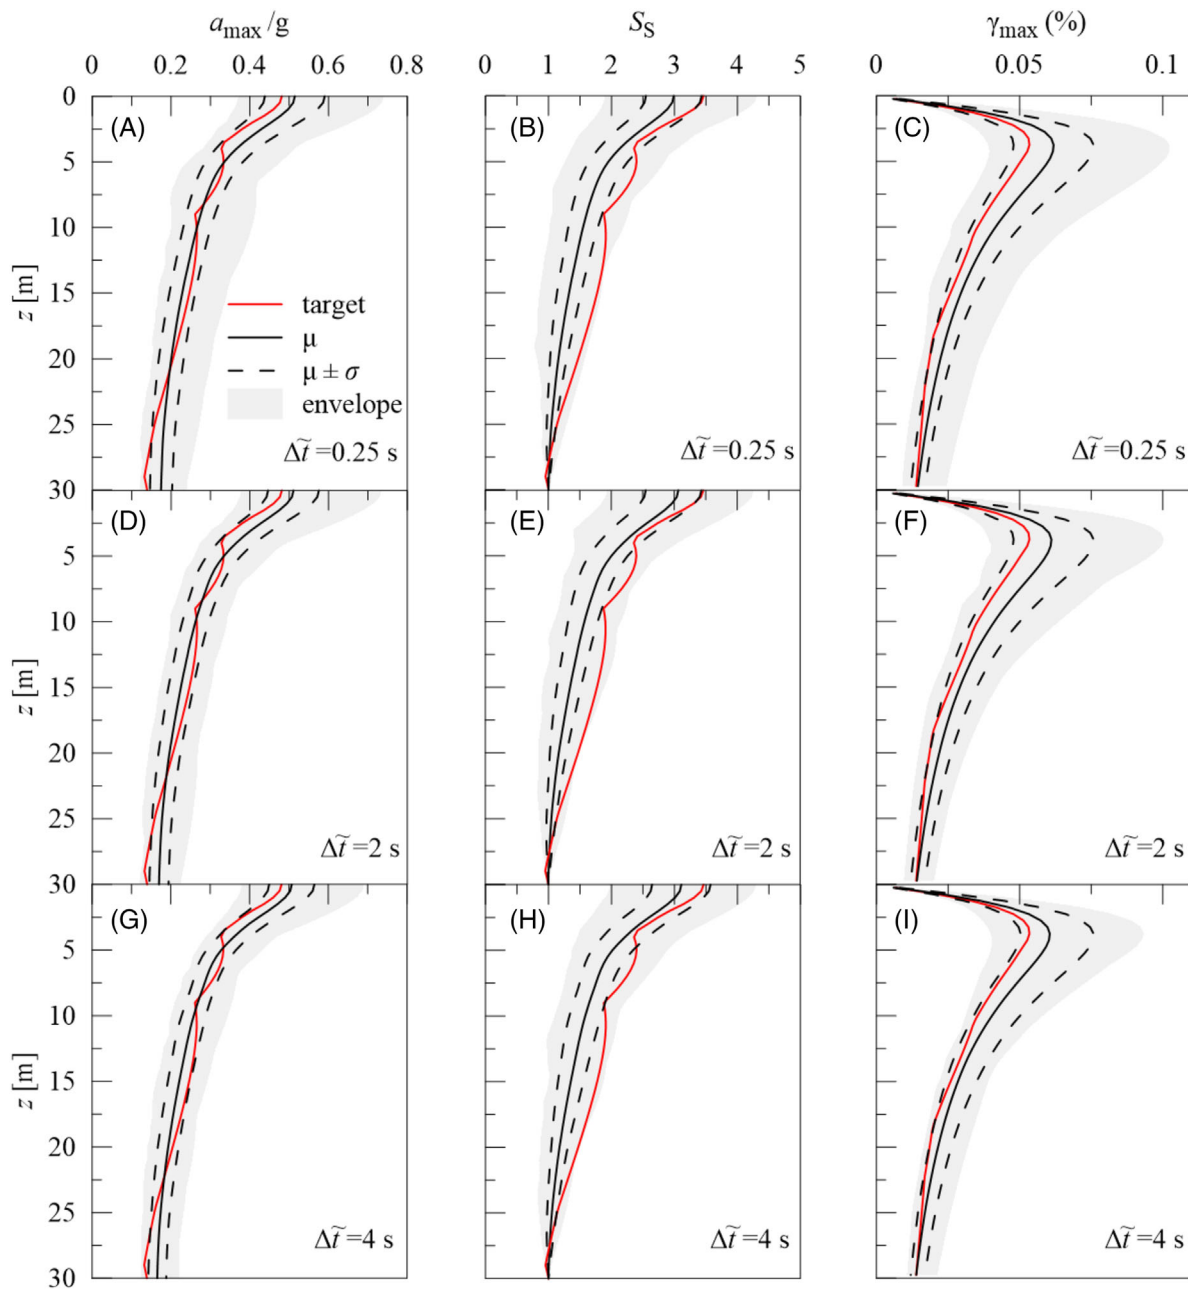 a_max /g S_S γ_max (%)
0 0.2 0.4 0.6 0.8 0 1 2 3 4 5 0 0.05 0.1
0
5
10
15
20
25
30
z [m]
(A) (B) (C)
target
μ
μ ± σ
envelope
Δt̃ =0.25 s Δt̃ =0.25 s Δt̃ =0.25 s
(D) (E) (F)
5
10
15
20
25
30
z [m]
Δt̃ =2 s Δt̃ =2 s Δt̃ =2 s
(G) (H) (I)
5
10
15
20
25
30
z [m]
Δt̃ =4 s Δt̃ =4 s Δt̃ =4 s